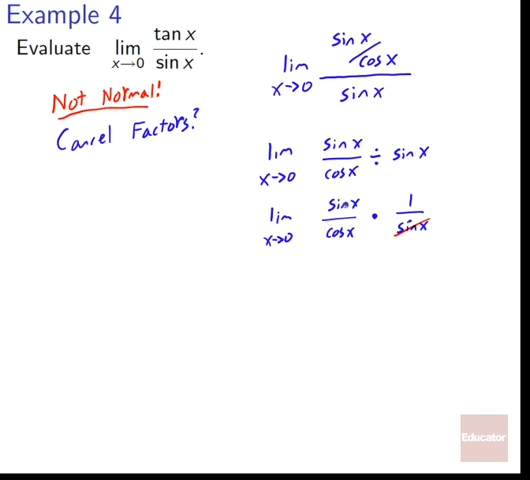 Example 4
Evaluate lim x→0 tan x / sin x.
Not Normal!
Cancel Factors?
lim x→0 (sin x / cos x) / sin x
lim x→0 sin x / cos x ÷ sin x
lim x→0 sin x / cos x · 1 / sin x
Educator